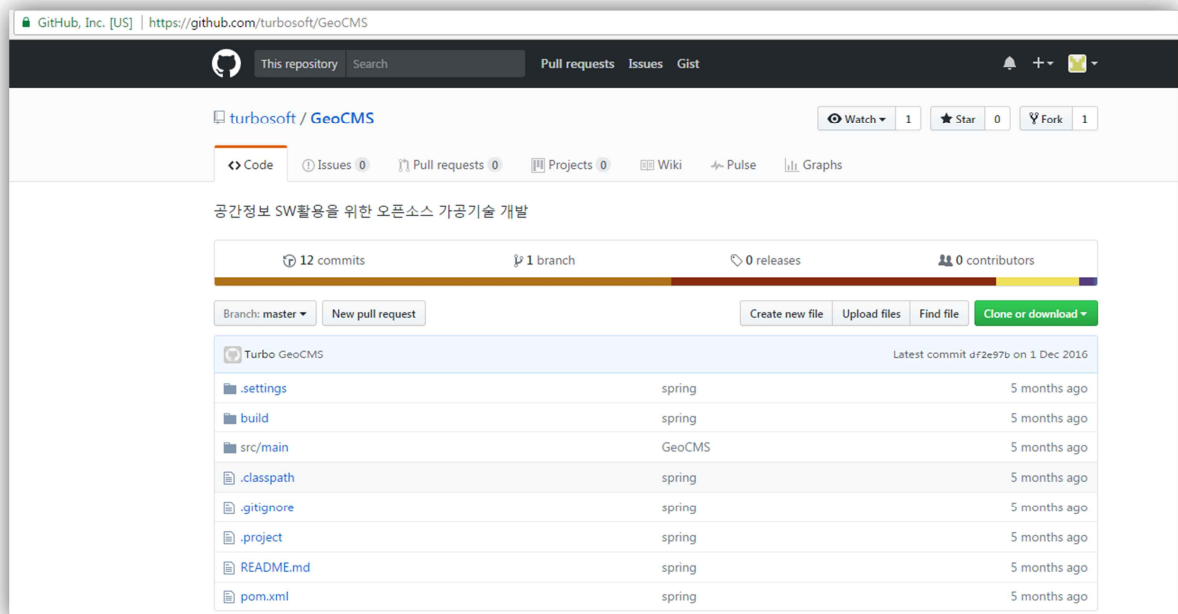 GitHub, Inc. [US] | https://github.com/turbosoft/GeoCMS
This repository Search Pull requests Issues Gist
turbosoft / GeoCMS Watch 1 Star 0 Fork 1
Code Issues 0 Pull requests 0 Projects 0 Wiki Pulse Graphs
공간정보 SW활용을 위한 오픈소스 가공기술 개발
12 commits 1 branch 0 releases 0 contributors
Branch: master New pull request Create new file Upload files Find file Clone or download
Turbo GeoCMS Latest commit df2e97b on 1 Dec 2016
.settings spring 5 months ago
build spring 5 months ago
src/main GeoCMS 5 months ago
.classpath spring 5 months ago
.gitignore spring 5 months ago
.project spring 5 months ago
README.md spring 5 months ago
pom.xml spring 5 months ago